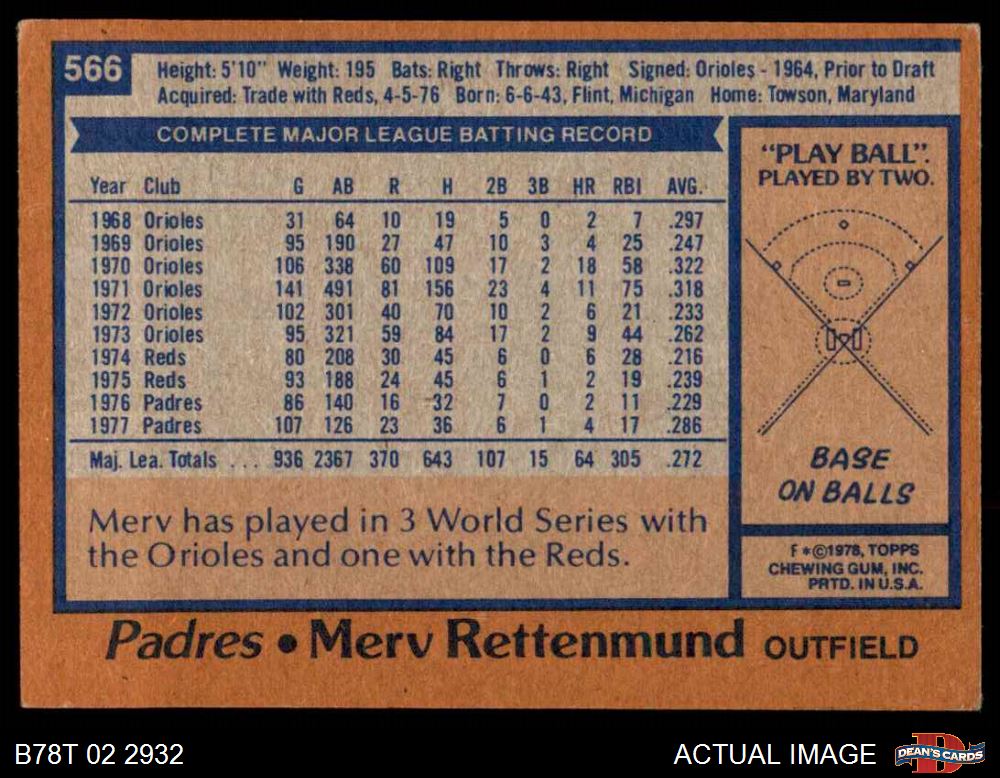 566
Height: 5'10" Weight: 195 Bats: Right Throws: Right Signed: Orioles - 1964, Prior to Draft
Acquired: Trade with Reds, 4-5-76 Born: 6-6-43, Flint, Michigan Home: Towson, Maryland
COMPLETE MAJOR LEAGUE BATTING RECORD
Year Club G AB R H 2B 3B HR RBI AVG.
1968 Orioles 31 64 10 19 5 0 2 7 .297
1969 Orioles 95 190 27 47 10 3 4 25 .247
1970 Orioles 106 338 60 109 17 2 18 58 .322
1971 Orioles 141 491 81 156 23 4 11 75 .318
1972 Orioles 102 301 40 70 10 2 6 21 .233
1973 Orioles 95 321 59 84 17 2 9 44 .262
1974 Reds 80 208 30 45 6 0 6 28 .216
1975 Reds 93 188 24 45 6 1 2 19 .239
1976 Padres 86 140 16 32 7 0 2 11 .229
1977 Padres 107 126 23 36 6 1 4 17 .286
Maj. Lea. Totals ... 936 2367 370 643 107 15 64 305 .272
Merv has played in 3 World Series with
the Orioles and one with the Reds.
"PLAY BALL".
PLAYED BY TWO.
BASE
ON BALLS
F *©1978, TOPPS
CHEWING GUM, INC.
PRTD. IN U.S.A.
Padres • Merv Rettenmund OUTFIELD
B78T 02 2932
ACTUAL IMAGE
DEAN'S CARDS